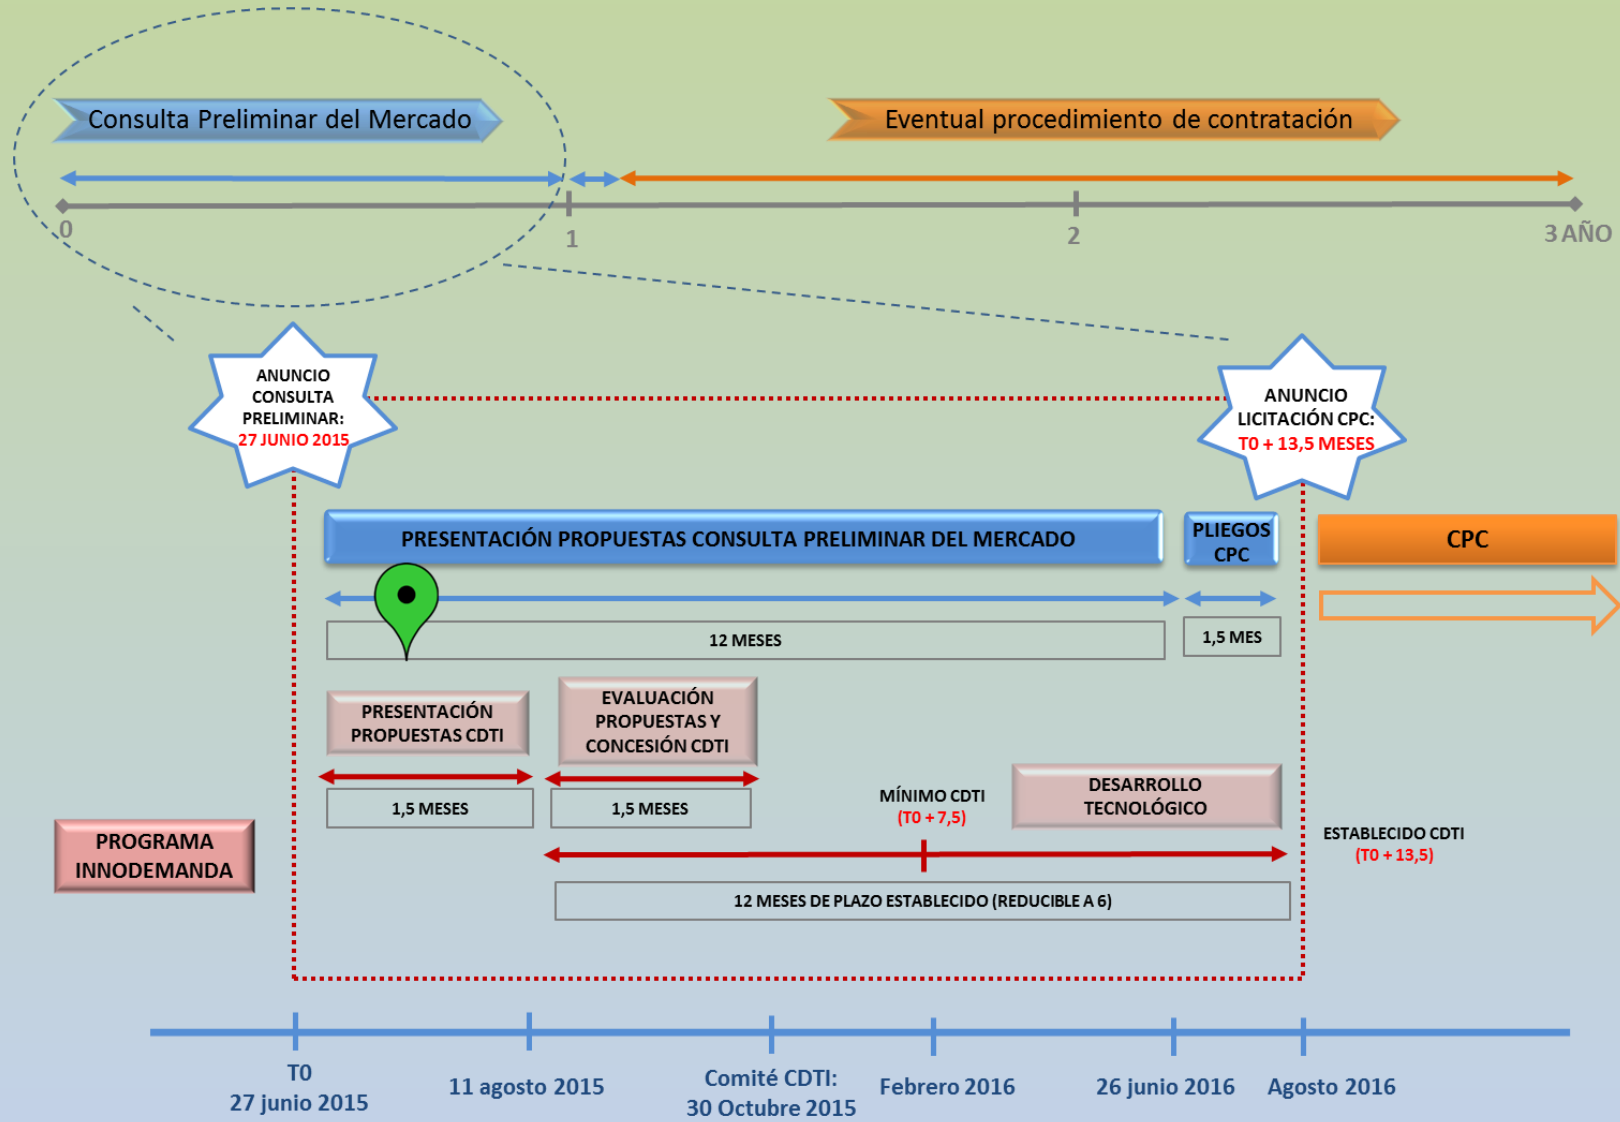 Consulta Preliminar del Mercado
Eventual procedimiento de contratación
0
1
2
3 AÑO
ANUNCIO
CONSULTA
PRELIMINAR:
27 JUNIO 2015
ANUNCIO
LICITACIÓN CPC:
T0 + 13,5 MESES
PRESENTACIÓN PROPUESTAS CONSULTA PRELIMINAR DEL MERCADO
PLIEGOS
CPC
CPC
12 MESES
1,5 MES
PRESENTACIÓN
PROPUESTAS CDTI
EVALUACIÓN
PROPUESTAS Y
CONCESIÓN CDTI
1,5 MESES
1,5 MESES
MÍNIMO CDTI
(T0 + 7,5)
DESARROLLO
TECNOLÓGICO
PROGRAMA
INNODEMANDA
ESTABLECIDO CDTI
(T0 + 13,5)
12 MESES DE PLAZO ESTABLECIDO (REDUCIBLE A 6)
T0
27 junio 2015
11 agosto 2015
Comité CDTI:
30 Octubre 2015
Febrero 2016
26 junio 2016
Agosto 2016